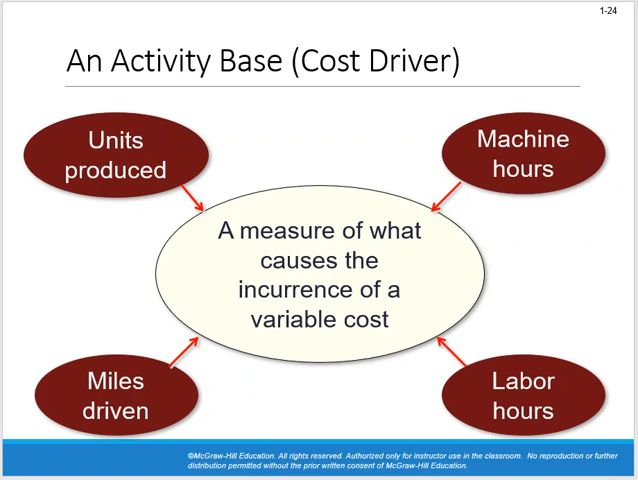 1-24
An Activity Base (Cost Driver)
Units
produced
Machine
hours
A measure of what
causes the
incurrence of a
variable cost
Miles
driven
Labor
hours
©McGraw-Hill Education. All rights reserved. Authorized only for instructor use in the classroom. No reproduction or further
distribution permitted without the prior written consent of McGraw-Hill Education.